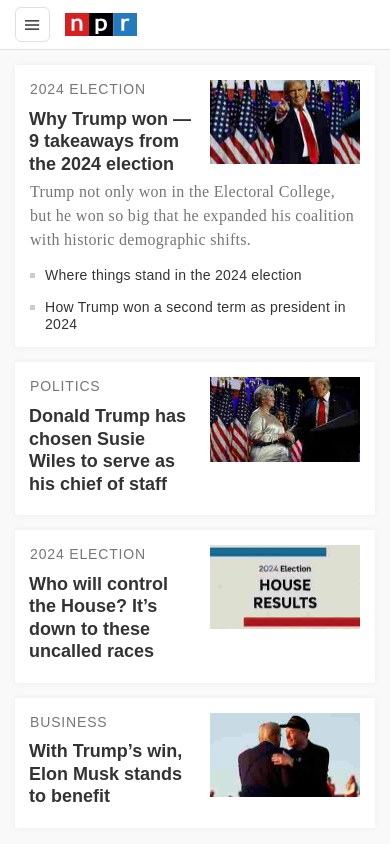 npr
2024 ELECTION
Why Trump won —
9 takeaways from
the 2024 election
Trump not only won in the Electoral College,
but he won so big that he expanded his coalition
with historic demographic shifts.
Where things stand in the 2024 election
How Trump won a second term as president in
2024
POLITICS
Donald Trump has
chosen Susie
Wiles to serve as
his chief of staff
2024 ELECTION
Who will control
the House? It’s
down to these
uncalled races
2024 Election
HOUSE
RESULTS
BUSINESS
With Trump’s win,
Elon Musk stands
to benefit